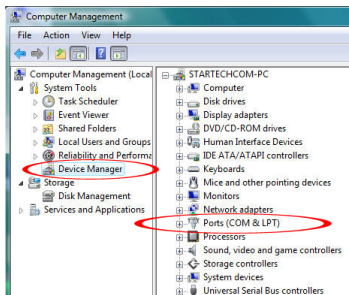 Computer Management
File Action View Help
Computer Management (Local
System Tools
Task Scheduler
Event Viewer
Shared Folders
Local Users and Groups
Reliability and Performa
Device Manager
Storage
Disk Management
Services and Applications
STARTECHCOM-PC
Computer
Disk drives
Display adapters
DVD/CD-ROM drives
Human Interface Devices
IDE ATA/ATAPI controllers
Keyboards
Mice and other pointing devices
Monitors
Network adapters
Ports (COM & LPT)
Processors
Sound, video and game controllers
Storage controllers
System devices
Universal Serial Bus controllers